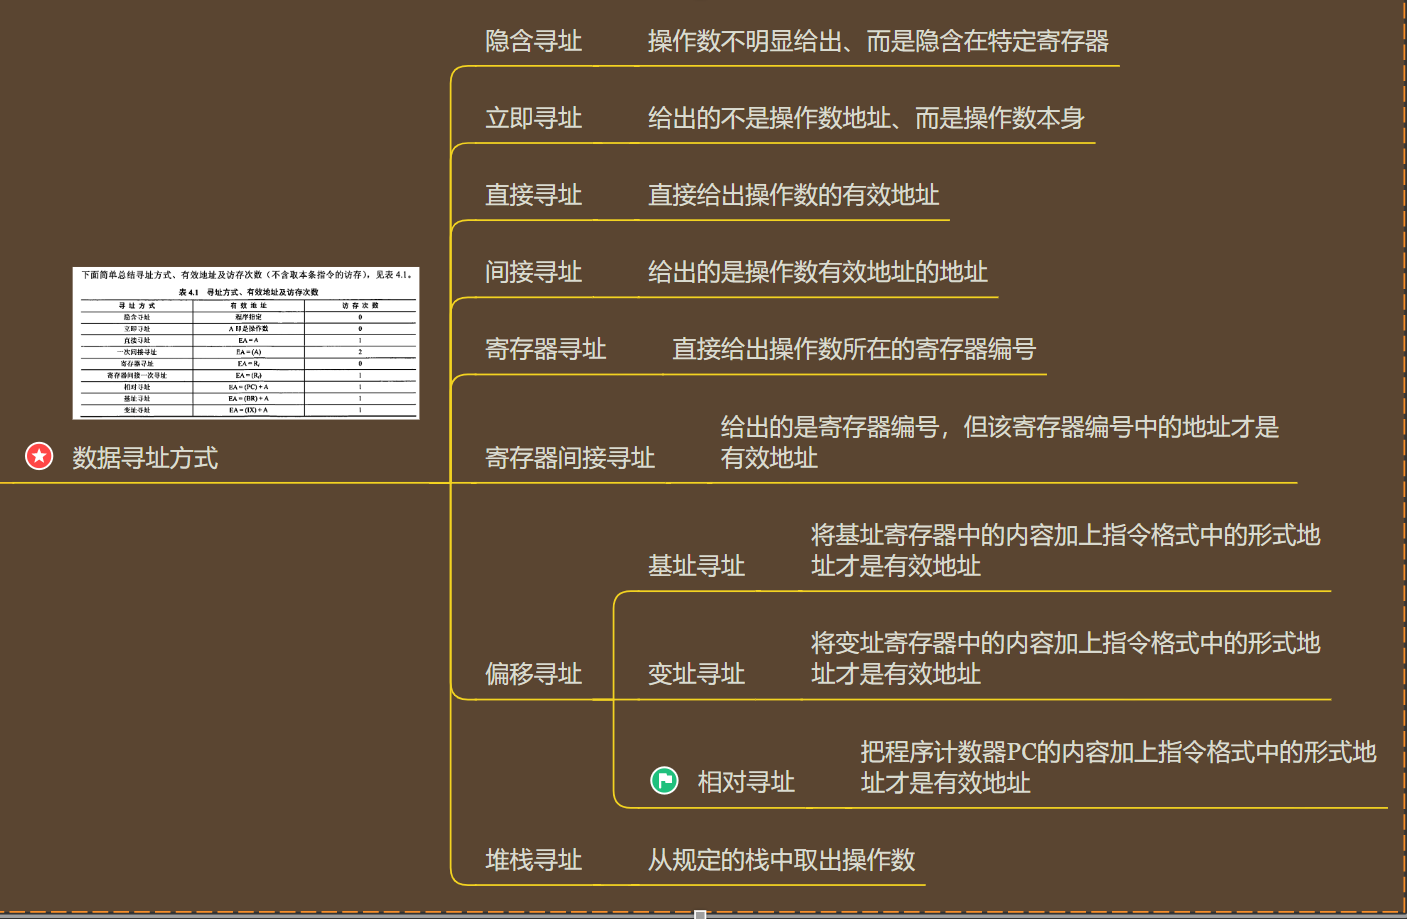 隐含寻址 操作数不明显给出、而是隐含在特定寄存器
立即寻址 给出的不是操作数地址、而是操作数本身
直接寻址 直接给出操作数的有效地址
间接寻址 给出的是操作数有效地址的地址
下面简单总结寻址方式、有效地址及访存次数（不含取本条指令的访存），见表 4.1。
表 4.1 寻址方式、有效地址及访存次数
寻址方式 有效地址 访存次数
隐含寻址 程序指定 0
立即寻址 A 即是操作数 0
直接寻址 EA = A 1
一次间接寻址 EA = (A) 2
寄存器寻址 EA = Ri 0
寄存器间接一次寻址 EA = (Ri) 1
相对寻址 EA = (PC) + A 1
基址寻址 EA = (BR) + A 1
变址寻址 EA = (IX) + A 1
寄存器寻址 直接给出操作数所在的寄存器编号
数据寻址方式
寄存器间接寻址
给出的是寄存器编号，但该寄存器编号中的地址才是
有效地址
偏移寻址
基址寻址
将基址寄存器中的内容加上指令格式中的形式地
址才是有效地址
变址寻址
将变址寄存器中的内容加上指令格式中的形式地
址才是有效地址
相对寻址
把程序计数器PC的内容加上指令格式中的形式地
址才是有效地址
堆栈寻址 从规定的栈中取出操作数